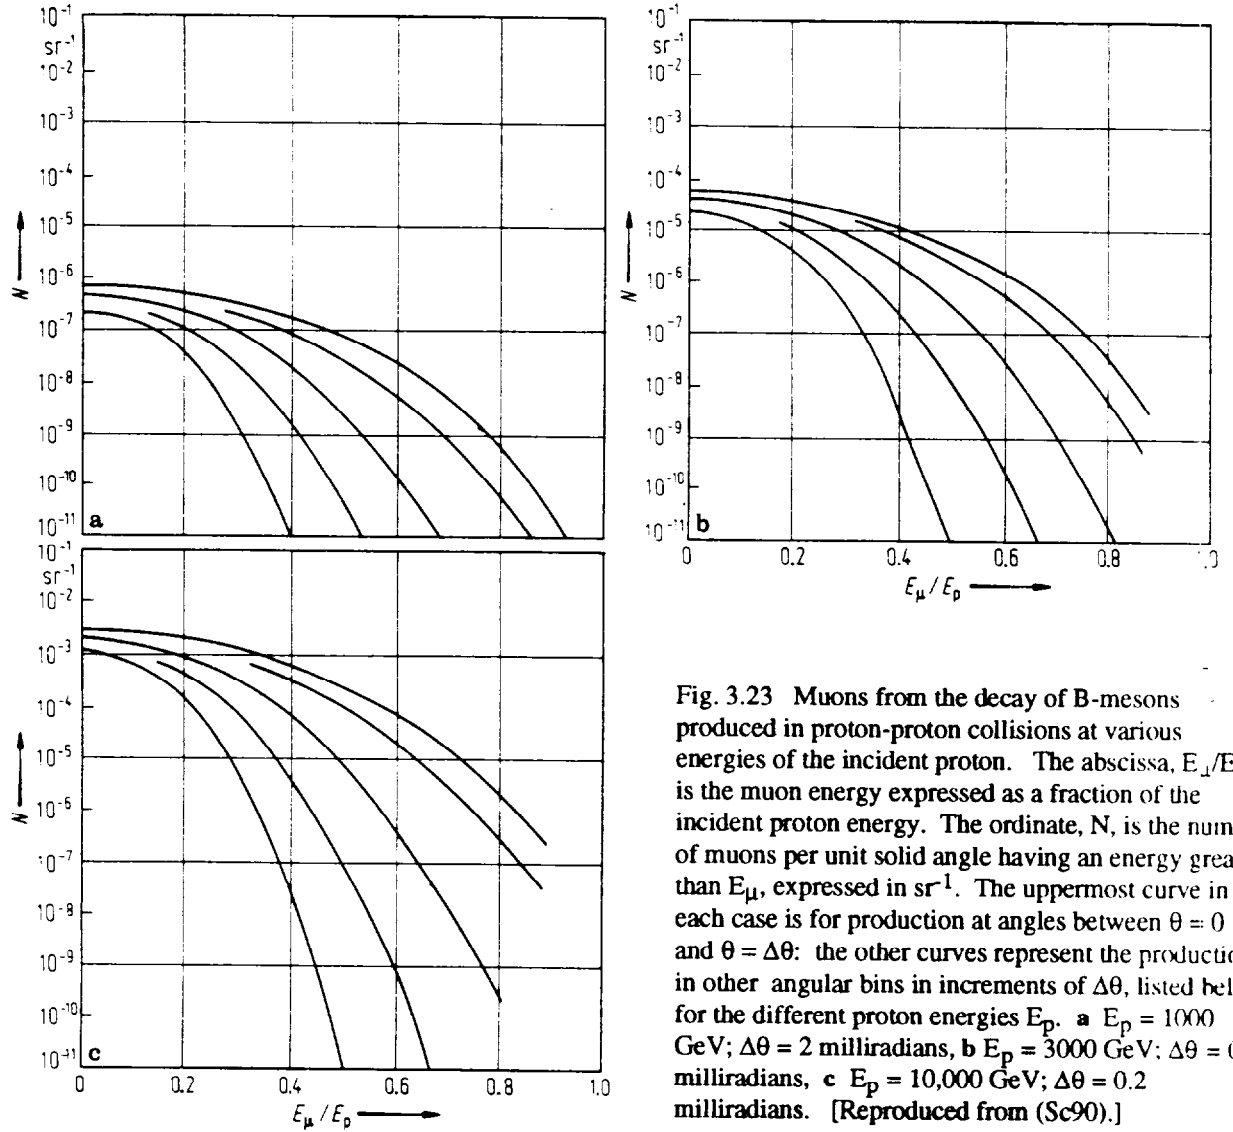 10⁻¹
sr⁻¹
10⁻²
10⁻³
10⁻⁴
10⁻⁵
10⁻⁶
10⁻⁷
10⁻⁸
10⁻⁹
10⁻¹⁰
10⁻¹¹
N
a
10⁻¹
sr⁻¹
10⁻²
10⁻³
10⁻⁴
10⁻⁵
10⁻⁶
10⁻⁷
10⁻⁸
10⁻⁹
10⁻¹⁰
10⁻¹¹
N
b
0 0.2 0.4 0.6 0.8 1.0
E_μ / E_p
10⁻¹
sr⁻¹
10⁻²
10⁻³
10⁻⁴
10⁻⁵
10⁻⁶
10⁻⁷
10⁻⁸
10⁻⁹
10⁻¹⁰
10⁻¹¹
N
c
0 0.2 0.4 0.6 0.8 1.0
E_μ / E_p
Fig. 3.23 Muons from the decay of B-mesons
produced in proton-proton collisions at various
energies of the incident proton. The abscissa,
is the muon energy expressed as a fraction of the
incident proton energy. The ordinate, N, is the num
of muons per unit solid angle having an energy grea
than Eμ, expressed in sr⁻¹. The uppermost curve in
each case is for production at angles between θ = 0
and θ = Δθ: the other curves represent the productio
in other angular bins in increments of Δθ, listed bel
for the different proton energies Ep. a Ep = 1000
GeV; Δθ = 2 milliradians, b Ep = 3000 GeV; Δθ = 0
milliradians, c Ep = 10,000 GeV; Δθ = 0.2
milliradians. [Reproduced from (Sc90).]